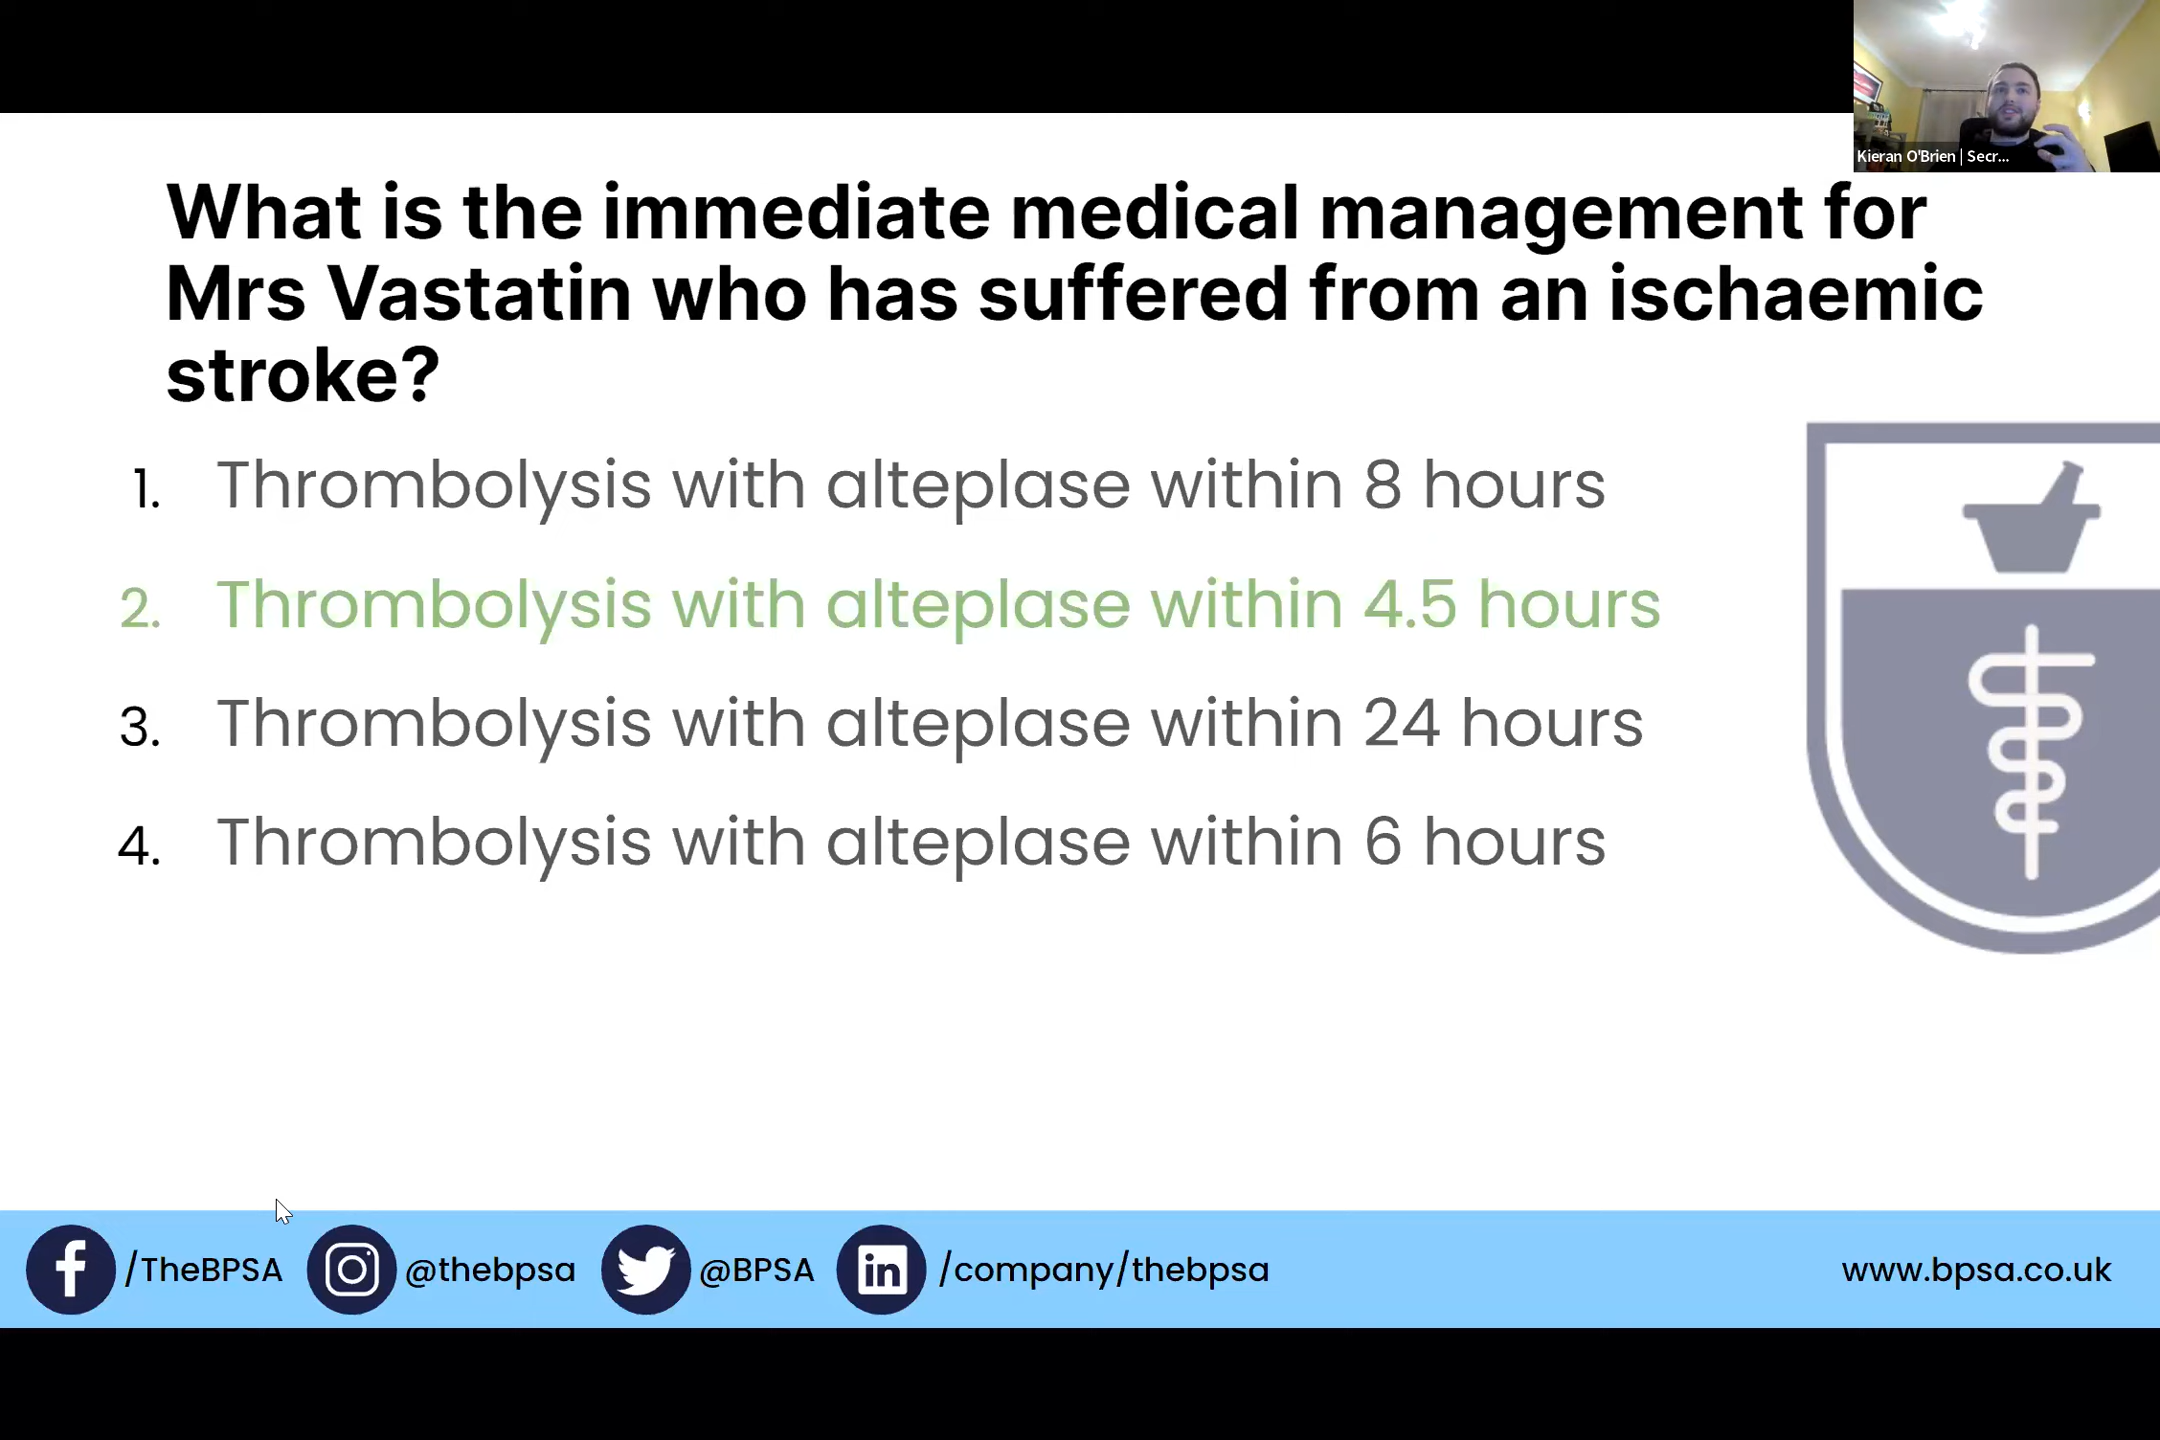 Kieran O'Brien | Secr...
What is the immediate medical management for
Mrs Vastatin who has suffered from an ischaemic
stroke?
1. Thrombolysis with alteplase within 8 hours
2. Thrombolysis with alteplase within 4.5 hours
3. Thrombolysis with alteplase within 24 hours
4. Thrombolysis with alteplase within 6 hours
/TheBPSA @thebpsa @BPSA /company/thebpsa www.bpsa.co.uk